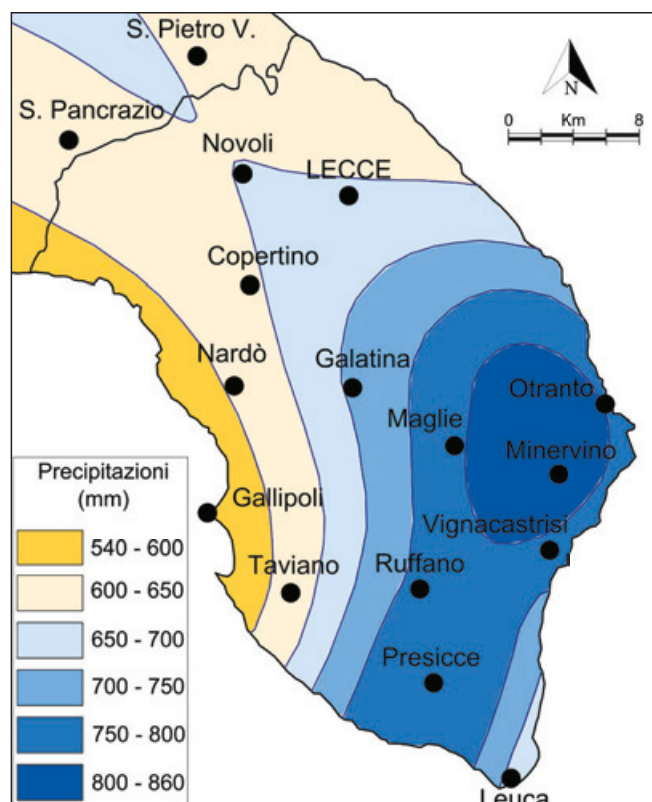 S. Pietro V.
S. Pancrazio
N
0 Km 8
Novoli
LECCE
Copertino
Nardò
Galatina
Otranto
Maglie
Minervino
Precipitazioni
(mm)
Gallipoli
Vignacastrisi
540 - 600
Taviano
Ruffano
600 - 650
650 - 700
700 - 750
Presicce
750 - 800
800 - 860
Leuca